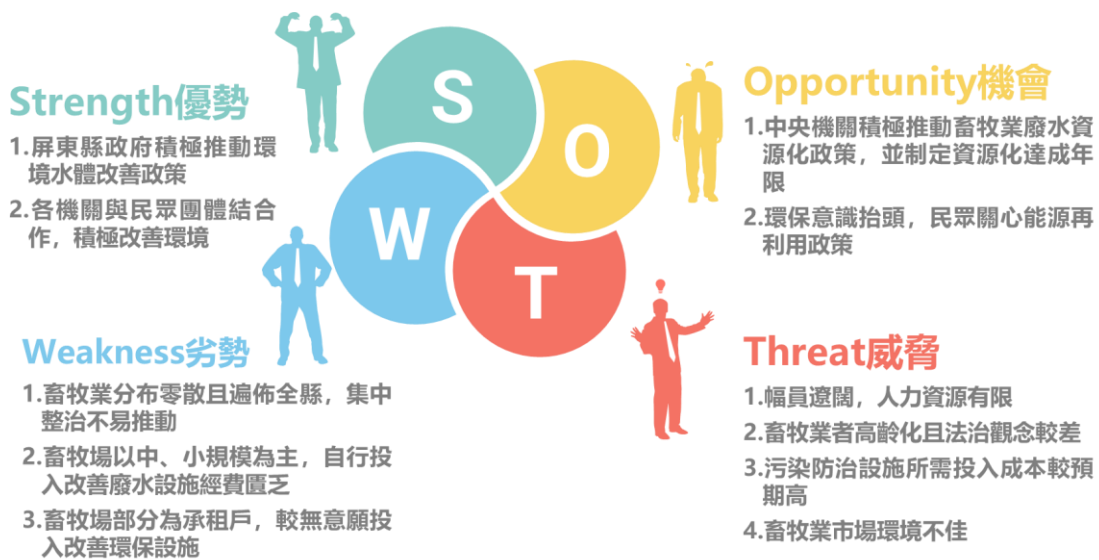 S
O
W
T
Strength優勢
1.屏東縣政府積極推動環
境水體改善政策
2.各機關與民眾團體結合
作，積極改善環境
Opportunity機會
1.中央機關積極推動畜牧業廢水資
源化政策，並制定資源化達成年
限
2.環保意識抬頭，民眾關心能源再
利用政策
Weakness劣勢
1.畜牧業分布零散且遍佈全縣，集中
整治不易推動
2.畜牧場以中、小規模為主，自行投
入改善廢水設施經費匱乏
3.畜牧場部分為承租戶，較無意願投
入改善環保設施
Threat威脅
1.幅員遼闊，人力資源有限
2.畜牧業者高齡化且法治觀念較差
3.污染防治設施所需投入成本較預
期高
4.畜牧業市場環境不佳